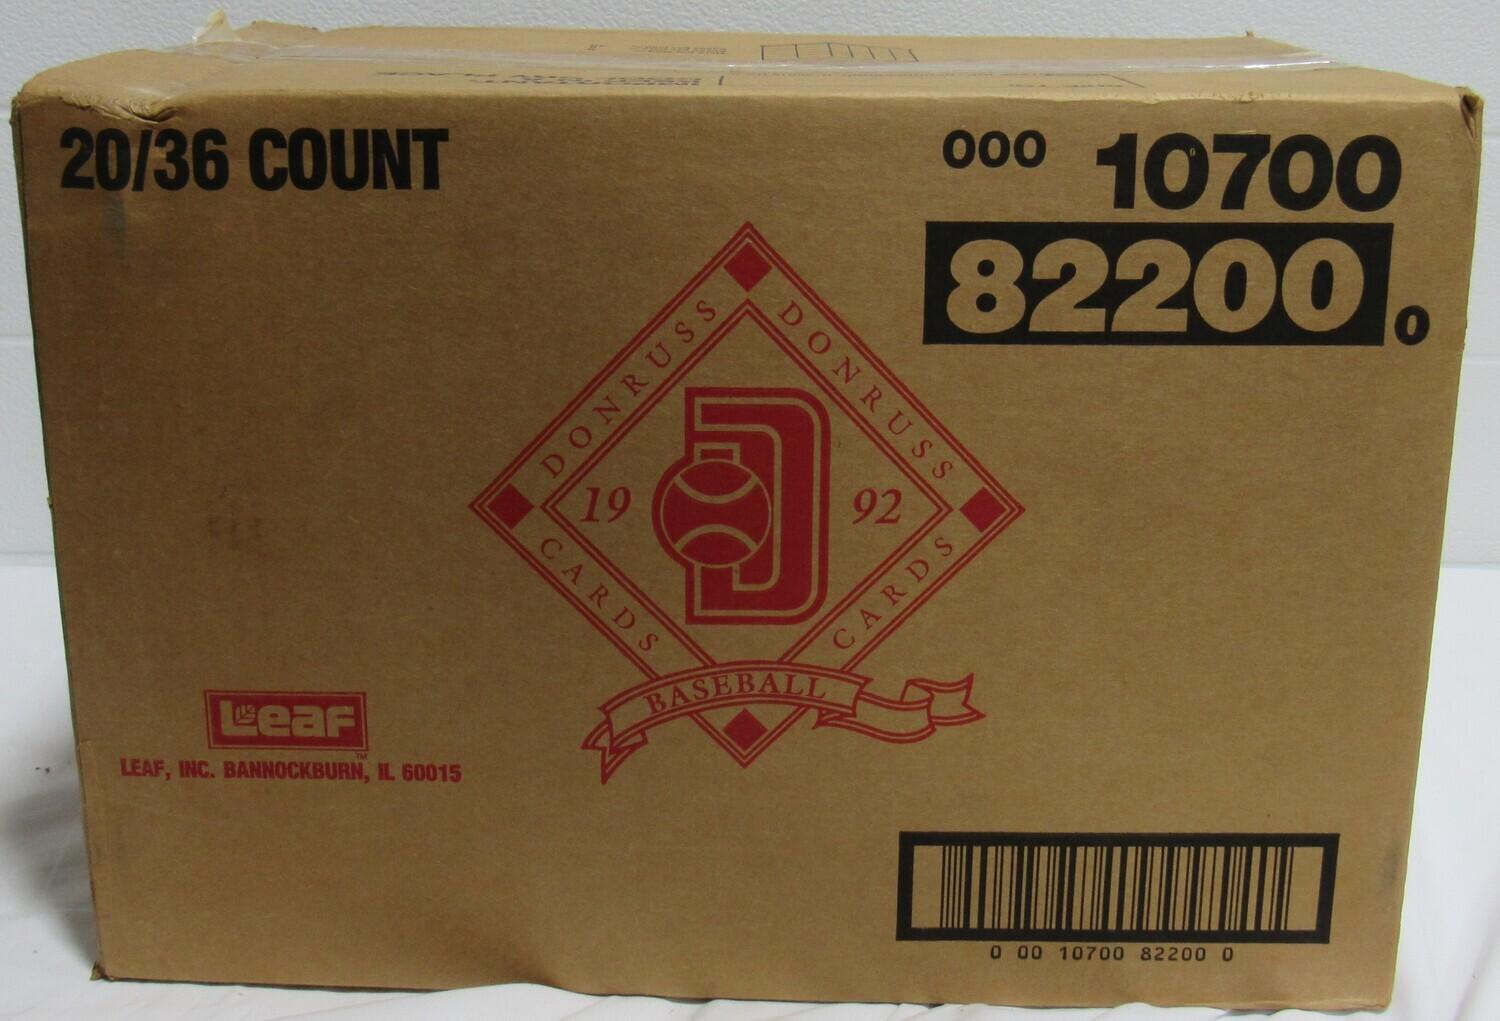 20/36 COUNT
000 10700
82200 0
DONRUSS
DONRUSS
19 D 92
CARDS
CARDS
BASEBALL
Leaf
TM
LEAF, INC. BANNOCKBURN, IL 60015
0 00 10700 82200 0